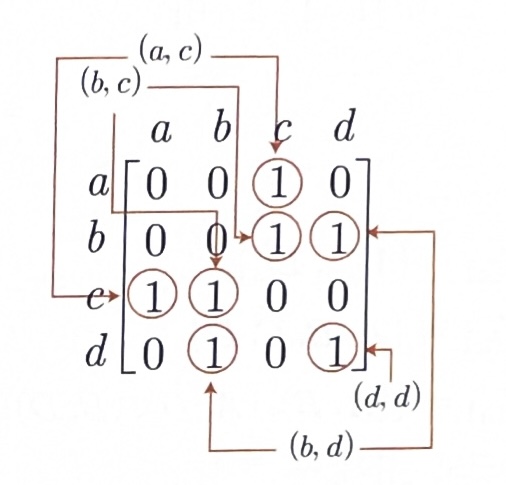 (a, c)
(b, c)
a b c d
a 0 0 1 0
b 0 0 1 1
c 1 1 0 0
d 0 1 0 1
(d, d)
(b, d)